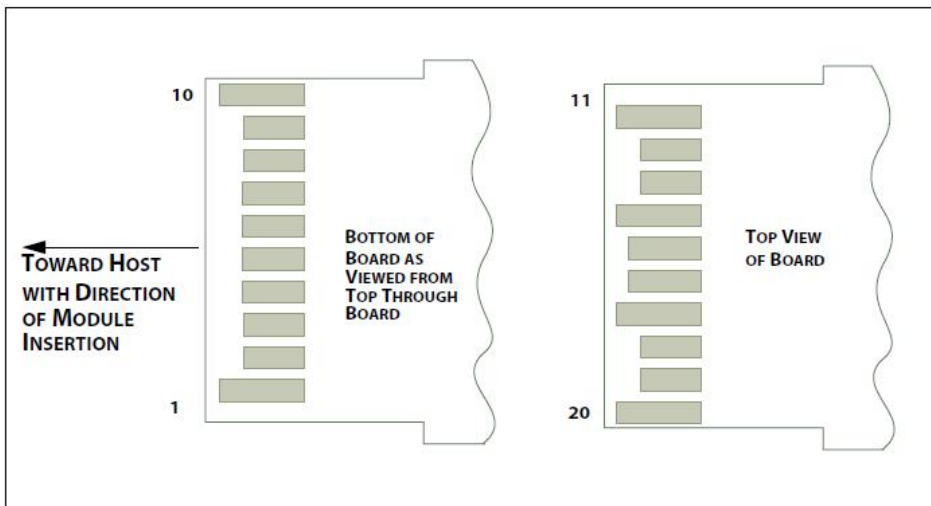 10
1
TOWARD HOST
WITH DIRECTION
OF MODULE
INSERTION
BOTTOM OF
BOARD AS
VIEWED FROM
TOP THROUGH
BOARD
11
20
TOP VIEW
OF BOARD